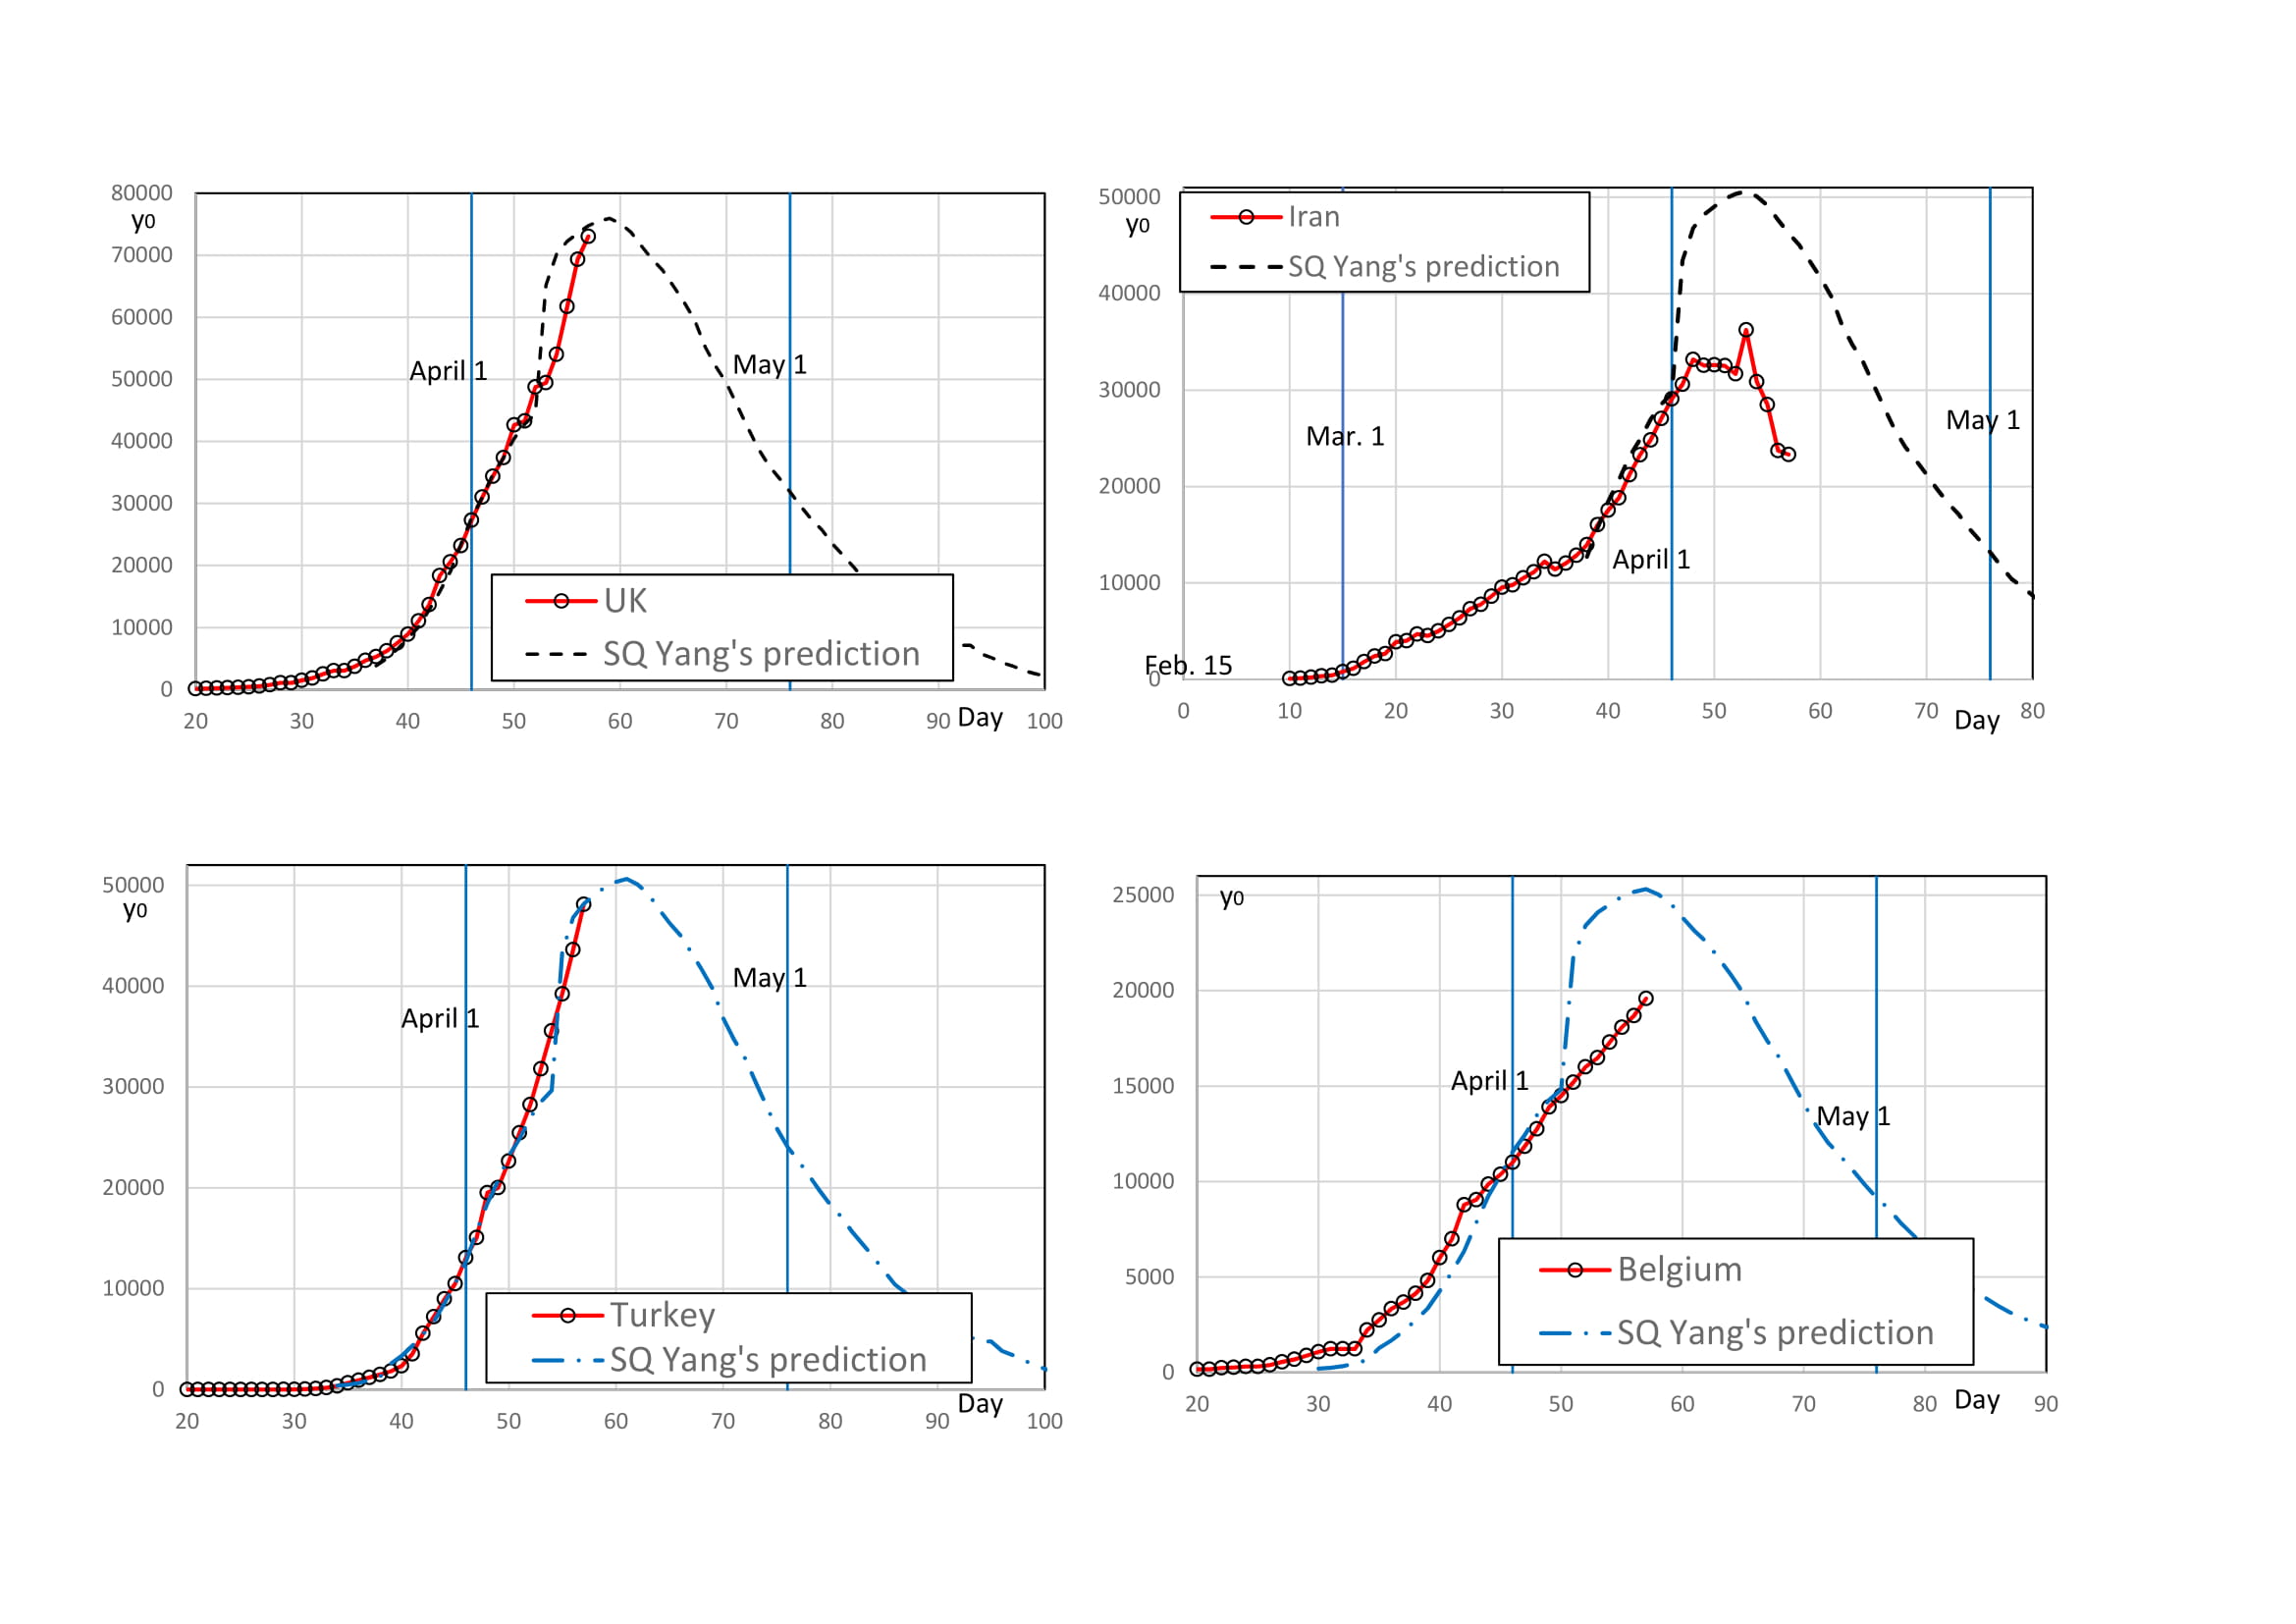 80000
y0
70000
60000
50000
40000
30000
20000
10000
0
April 1
May 1
UK
SQ Yang's prediction
20 30 40 50 60 70 80 90 Day 100
50000
y0
40000
30000
20000
10000
0
Iran
SQ Yang's prediction
Mar. 1
April 1
May 1
Feb. 15
0 10 20 30 40 50 60 70 Day 80
50000
y0
40000
30000
20000
10000
0
April 1
May 1
Turkey
SQ Yang's prediction
20 30 40 50 60 70 80 90 Day 100
25000
y0
20000
15000
10000
5000
0
April 1
May 1
Belgium
SQ Yang's prediction
20 30 40 50 60 70 80 Day 90